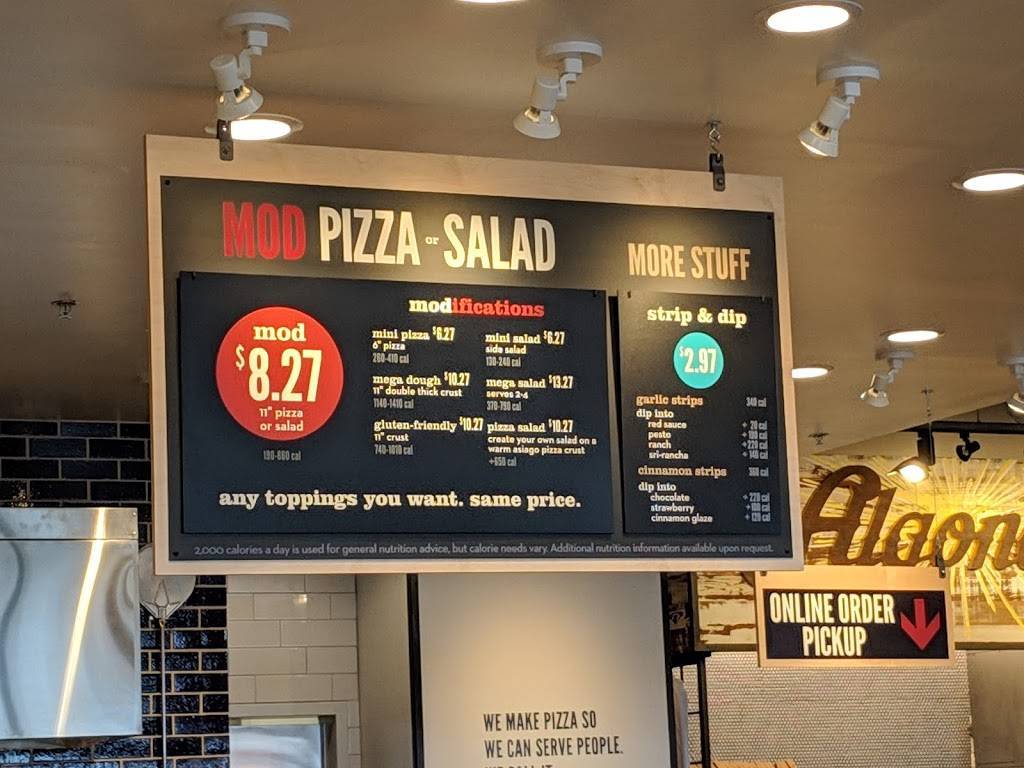 MOD PIZZA or SALAD
MORE STUFF
mod
$8.27
11" pizza
or salad
190-860 cal
modifications
mini pizza $6.27
6" pizza
280-410 cal
mega dough $10.27
11" double thick crust
1140-1410 cal
gluten-friendly $10.27
11" crust
740-1010 cal
mini salad $6.27
side salad
130-240 cal
mega salad $13.27
serves 2-4
370-790 cal
pizza salad $10.27
create your own salad on a
warm asiago pizza crust
+650 cal
any toppings you want. same price.
strip & dip
$2.97
garlic strips 340 cal
dip into
red sauce + 20 cal
pesto
ranch
sri-rancha
cinnamon strips
dip into
chocolate
strawberry
cinnamon glaze
2,000 calories a day is used for general nutrition advice, but calorie needs vary. Additional nutrition information available upon request.
ONLINE ORDER
PICKUP
WE MAKE PIZZA SO
WE CAN SERVE PEOPLE.